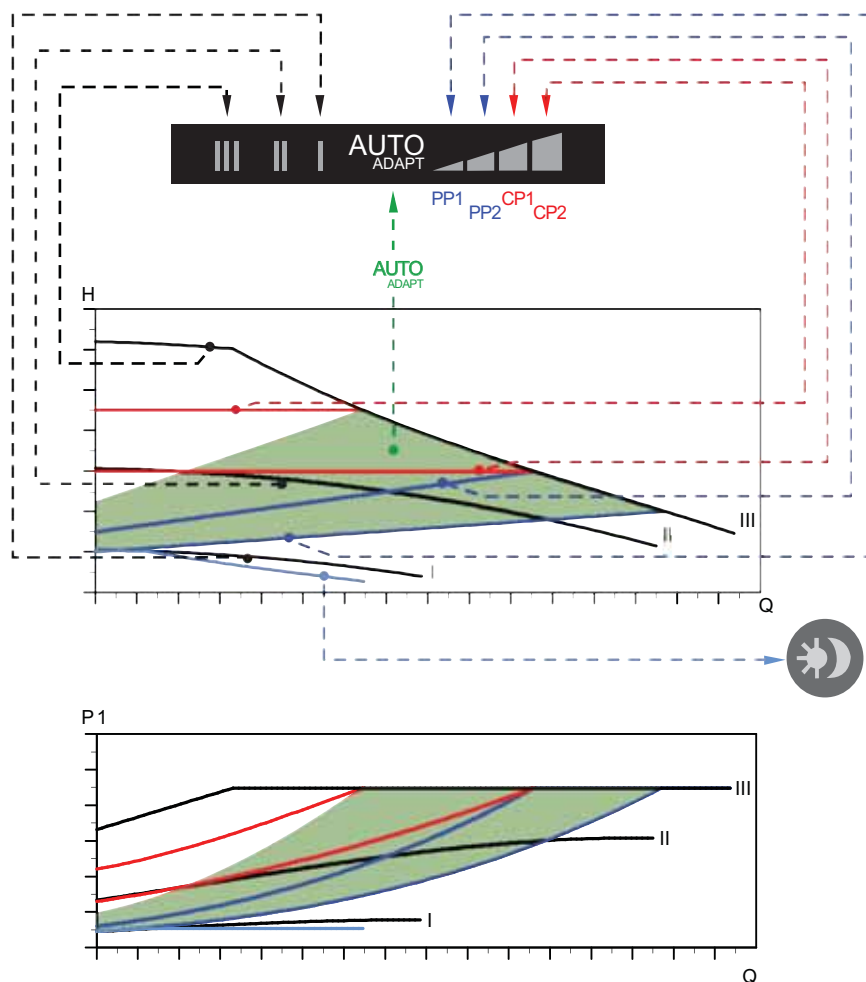 III II I AUTO
ADAPT
PP1 CP1
PP2 CP2
AUTO
ADAPT
H
III
II
I
Q
P1
III
II
I
Q